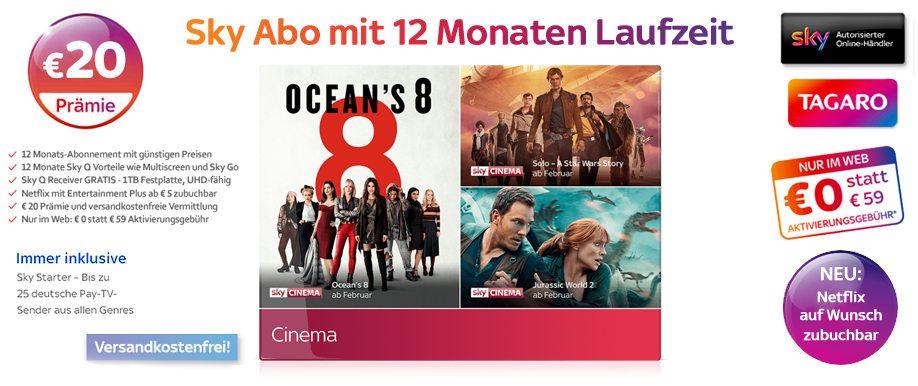 Sky Abo mit 12 Monaten Laufzeit
€20
Prämie
12 Monats-Abonnement mit günstigen Preisen
12 Monate Sky Q Vorteile wie Multiscreen und Sky Go
Sky Q Receiver GRATIS - 1TB Festplatte, UHD-fähig
Netflix mit Entertainment Plus ab € 5 zubuchbar
€ 20 Prämie und versandkostenfreie Vermittlung
Nur im Web: € 0 statt € 59 Aktivierungsgebühr
Immer inklusive
Sky Starter – Bis zu
25 deutsche Pay-TV-
Sender aus allen Genres
Versandkostenfrei!
OCEAN'S 8
8
sky CINEMA
Ocean's 8
ab Februar
sky CINEMA
Solo – A Star Wars Story
ab Februar
sky CINEMA
Jurassic World 2
ab Februar
Cinema
sky
Autorisierter
Online-Händler
TAGARO
NUR IM WEB
€0 statt
€ 59
AKTIVIERUNGSGEBÜHR*
NEU:
Netflix
auf Wunsch
zubuchbar